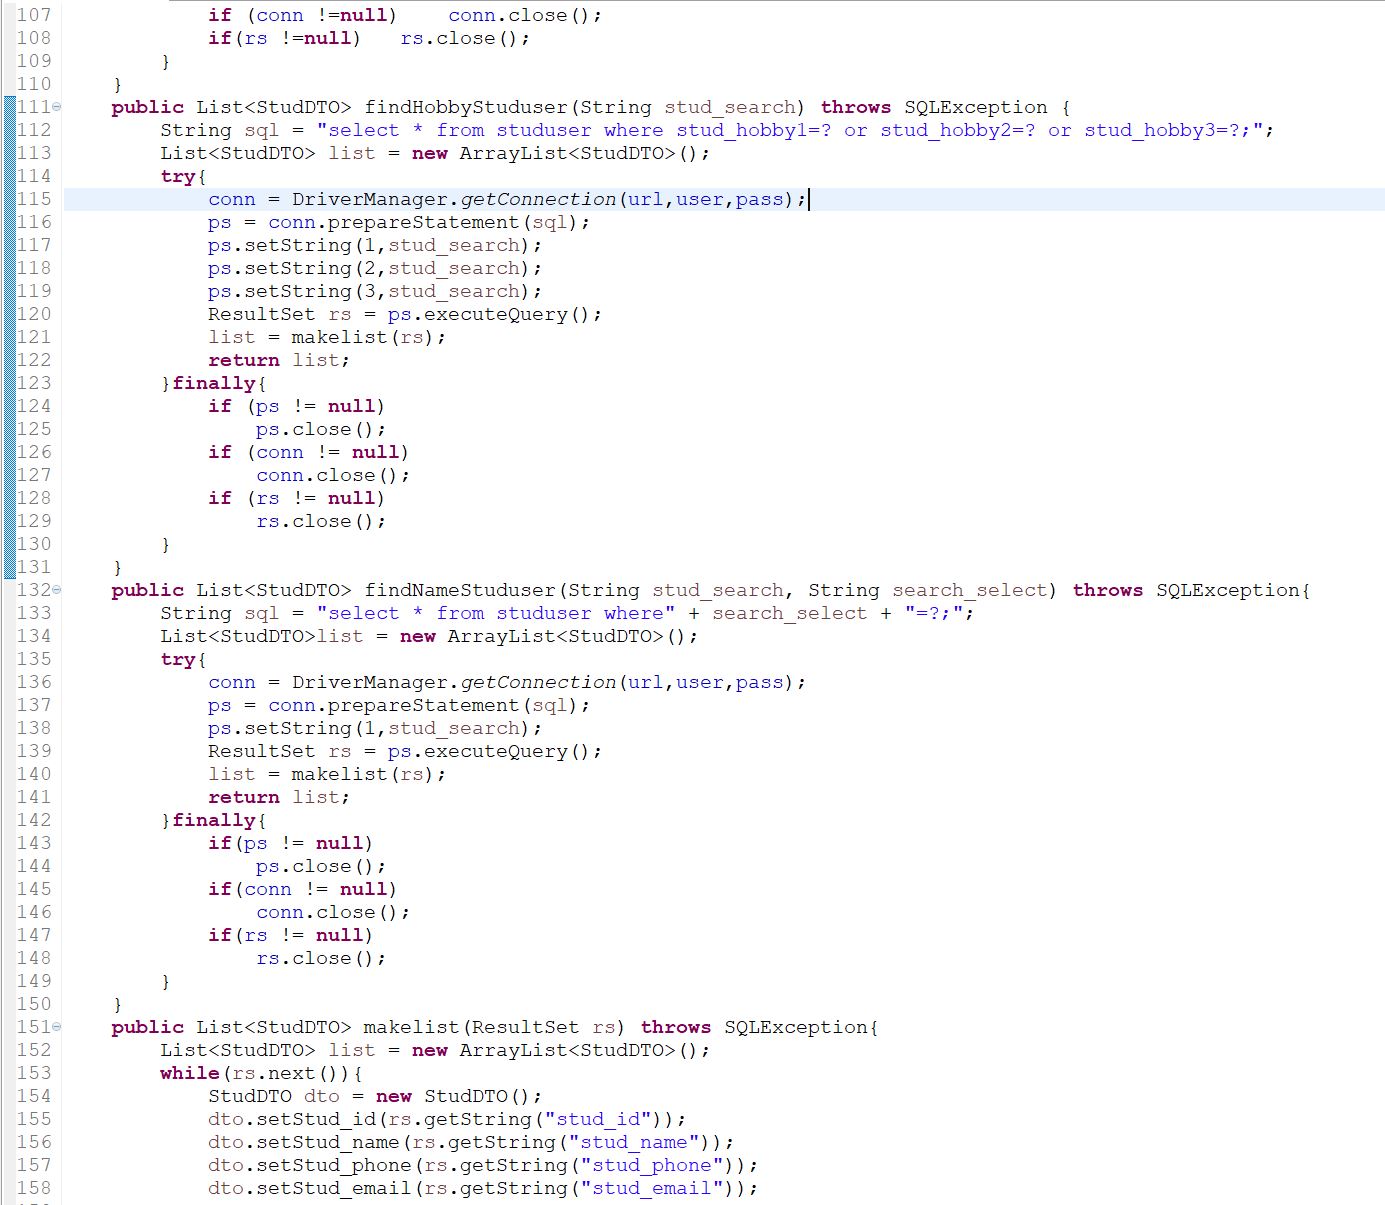 107             if (conn !=null)    conn.close();
108             if(rs !=null)   rs.close();
109         }
110     }
111     public List<StudDTO> findHobbyStuduser(String stud_search) throws SQLException {
112         String sql = "select * from studuser where stud_hobby1=? or stud_hobby2=? or stud_hobby3=?;";
113         List<StudDTO> list = new ArrayList<StudDTO>();
114         try{
115             conn = DriverManager.getConnection(url,user,pass);
116             ps = conn.prepareStatement(sql);
117             ps.setString(1,stud_search);
118             ps.setString(2,stud_search);
119             ps.setString(3,stud_search);
120             ResultSet rs = ps.executeQuery();
121             list = makelist(rs);
122             return list;
123         }finally{
124             if (ps != null)
125                 ps.close();
126             if (conn != null)
127                 conn.close();
128             if (rs != null)
129                 rs.close();
130         }
131     }
132     public List<StudDTO> findNameStuduser(String stud_search, String search_select) throws SQLException{
133         String sql = "select * from studuser where" + search_select + "=?;";
134         List<StudDTO>list = new ArrayList<StudDTO>();
135         try{
136             conn = DriverManager.getConnection(url,user,pass);
137             ps = conn.prepareStatement(sql);
138             ps.setString(1,stud_search);
139             ResultSet rs = ps.executeQuery();
140             list = makelist(rs);
141             return list;
142         }finally{
143             if(ps != null)
144                 ps.close();
145             if(conn != null)
146                 conn.close();
147             if(rs != null)
148                 rs.close();
149         }
150     }
151     public List<StudDTO> makelist(ResultSet rs) throws SQLException{
152         List<StudDTO> list = new ArrayList<StudDTO>();
153         while(rs.next()){
154             StudDTO dto = new StudDTO();
155             dto.setStud_id(rs.getString("stud_id"));
156             dto.setStud_name(rs.getString("stud_name"));
157             dto.setStud_phone(rs.getString("stud_phone"));
158             dto.setStud_email(rs.getString("stud_email"));